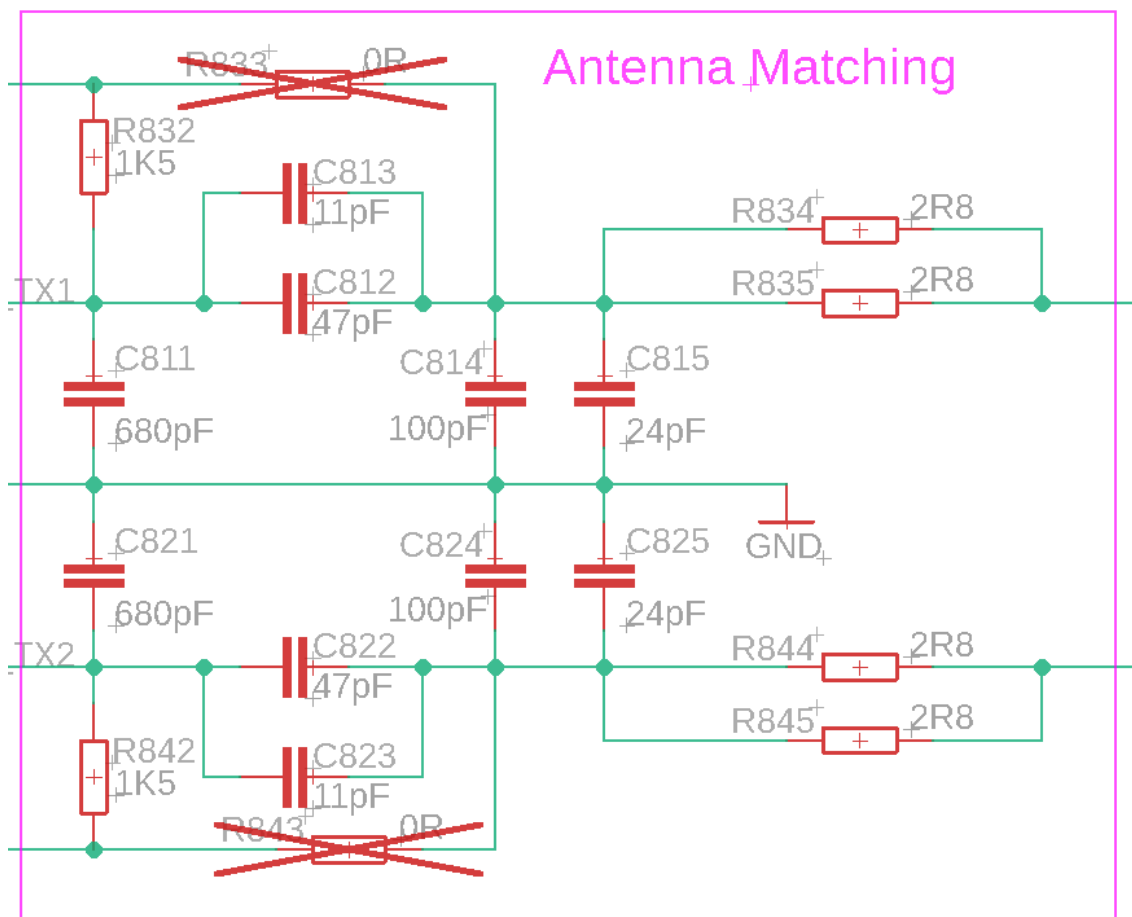 R833 0R
Antenna Matching
R832
1K5
C813
11pF
R834 2R8
TX1
C812
47pF
R835 2R8
C811
680pF
C814
100pF
C815
24pF
C821
680pF
C824
100pF
C825
24pF
GND
TX2
C822
47pF
R844 2R8
R845 2R8
R842
1K5
C823
11pF
R843 0R